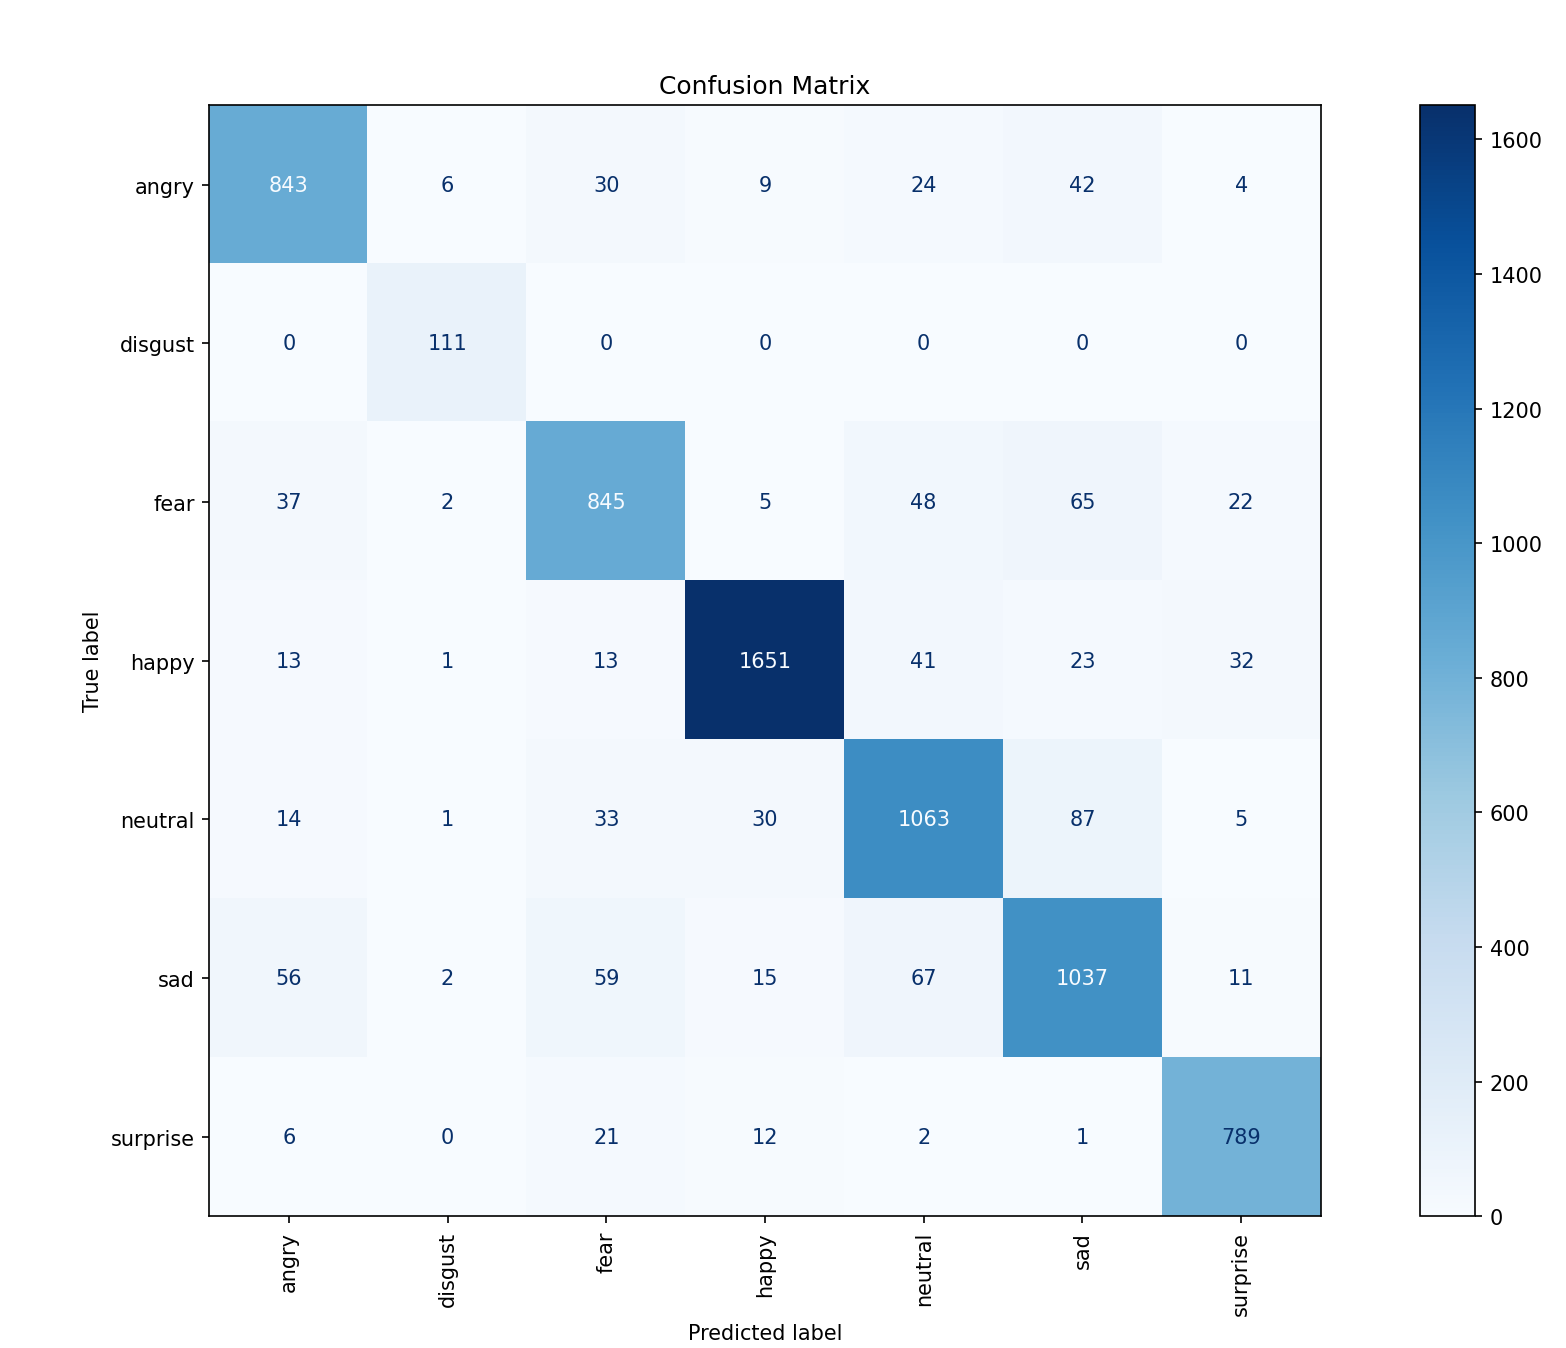 Confusion Matrix
angry 843 6 30 9 24 42 4
disgust 0 111 0 0 0 0 0
fear 37 2 845 5 48 65 22
happy 13 1 13 1651 41 23 32
neutral 14 1 33 30 1063 87 5
sad 56 2 59 15 67 1037 11
surprise 6 0 21 12 2 1 789
angry disgust fear happy neutral sad surprise
Predicted label
True label
1600
1400
1200
1000
800
600
400
200
0